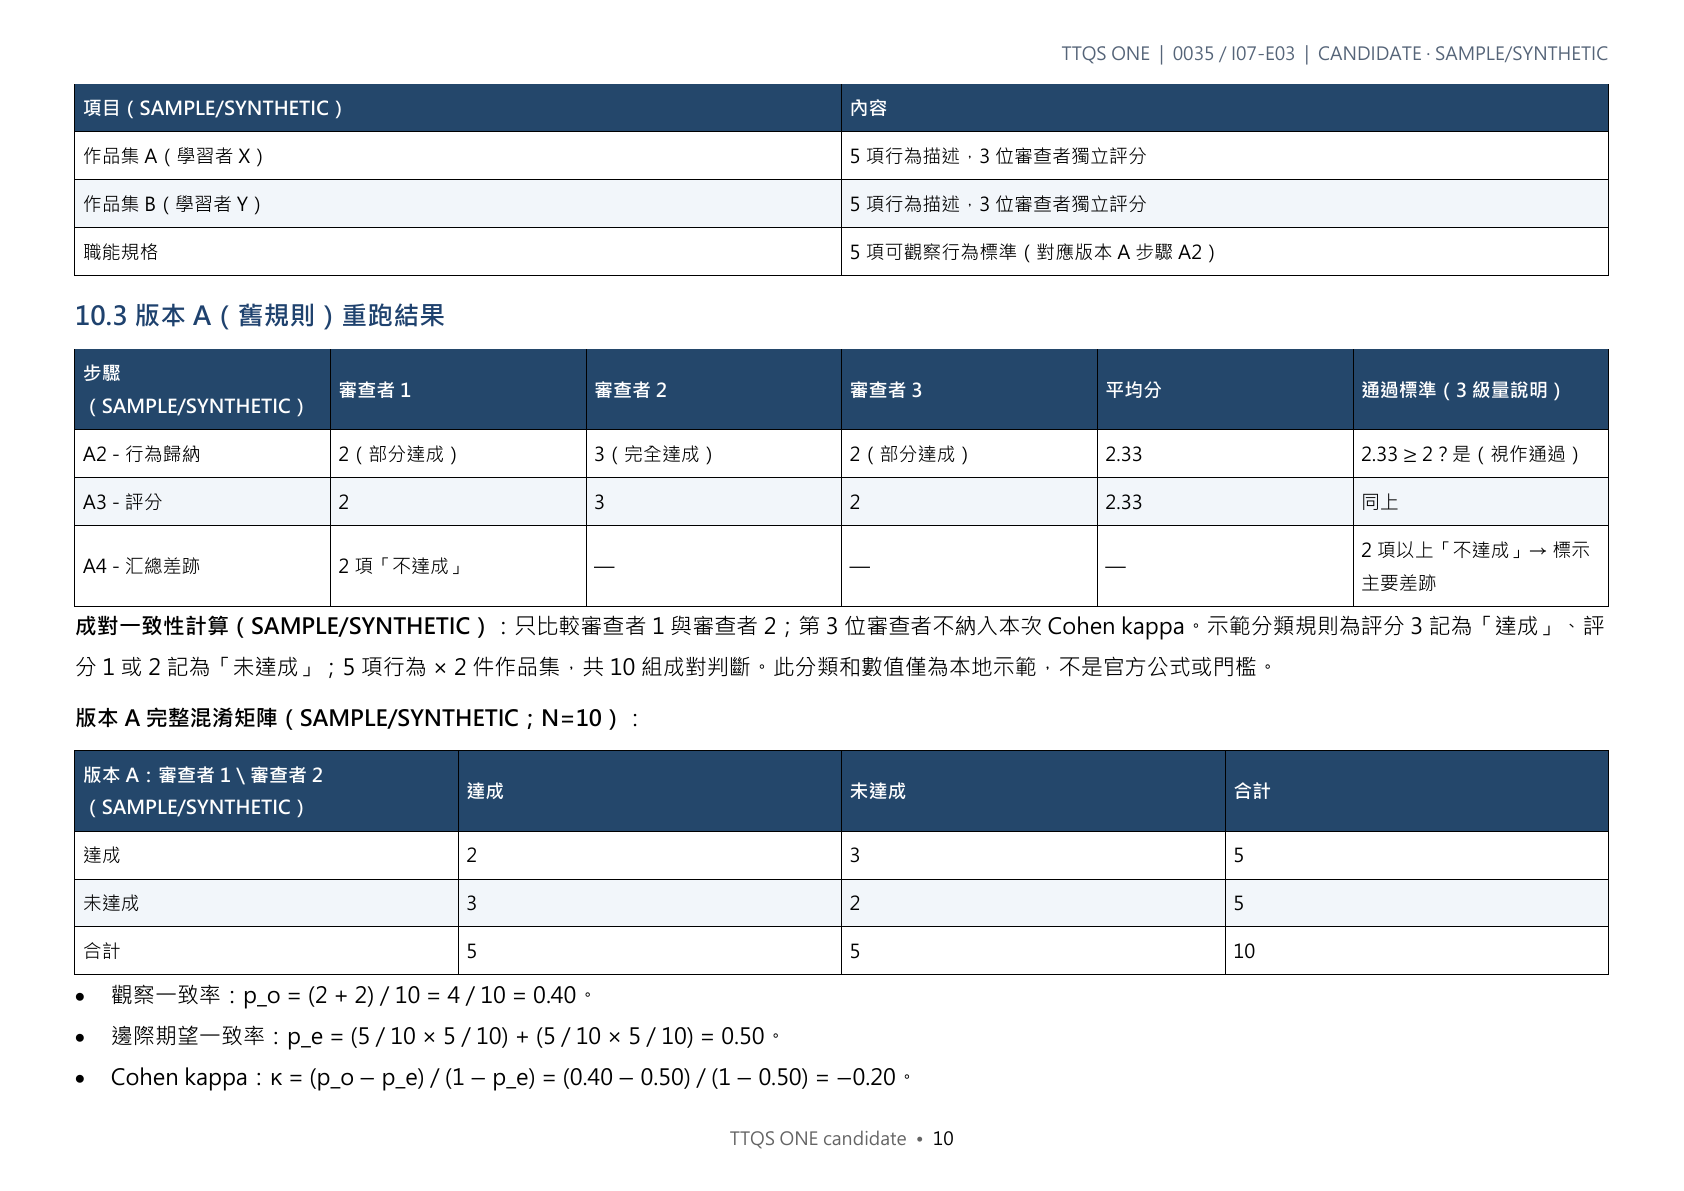 TTQS ONE | 0035 / I07-E03 | CANDIDATE · SAMPLE/SYNTHETIC
項目（SAMPLE/SYNTHETIC） 內容
作品集 A（學習者 X） 5 項行為描述，3 位審查者獨立評分
作品集 B（學習者 Y） 5 項行為描述，3 位審查者獨立評分
職能規格 5 項可觀察行為標準（對應版本 A 步驟 A2）
10.3 版本 A（舊規則）重跑結果
步驟
（SAMPLE/SYNTHETIC） 審查者 1 審查者 2 審查者 3 平均分 通過標準（3 級量說明）
A2 - 行為歸納 2（部分達成） 3（完全達成） 2（部分達成） 2.33 2.33 ≥ 2？是（視作通過）
A3 - 評分 2 3 2 2.33 同上
A4 - 汇總差跡 2 項「不達成」 — — — 2 項以上「不達成」→ 標示
主要差跡
成對一致性計算（SAMPLE/SYNTHETIC）：只比較審查者 1 與審查者 2；第 3 位審查者不納入本次 Cohen kappa。示範分類規則為評分 3 記為「達成」、評
分 1 或 2 記為「未達成」；5 項行為 × 2 件作品集，共 10 組成對判斷。此分類和數值僅為本地示範，不是官方公式或門檻。
版本 A 完整混淆矩陣（SAMPLE/SYNTHETIC；N=10）：
版本 A：審查者 1 \ 審查者 2
（SAMPLE/SYNTHETIC） 達成 未達成 合計
達成 2 3 5
未達成 3 2 5
合計 5 5 10
• 觀察一致率：p_o = (2 + 2) / 10 = 4 / 10 = 0.40。
• 邊際期望一致率：p_e = (5 / 10 × 5 / 10) + (5 / 10 × 5 / 10) = 0.50。
• Cohen kappa：κ = (p_o − p_e) / (1 − p_e) = (0.40 − 0.50) / (1 − 0.50) = −0.20。
TTQS ONE candidate • 10